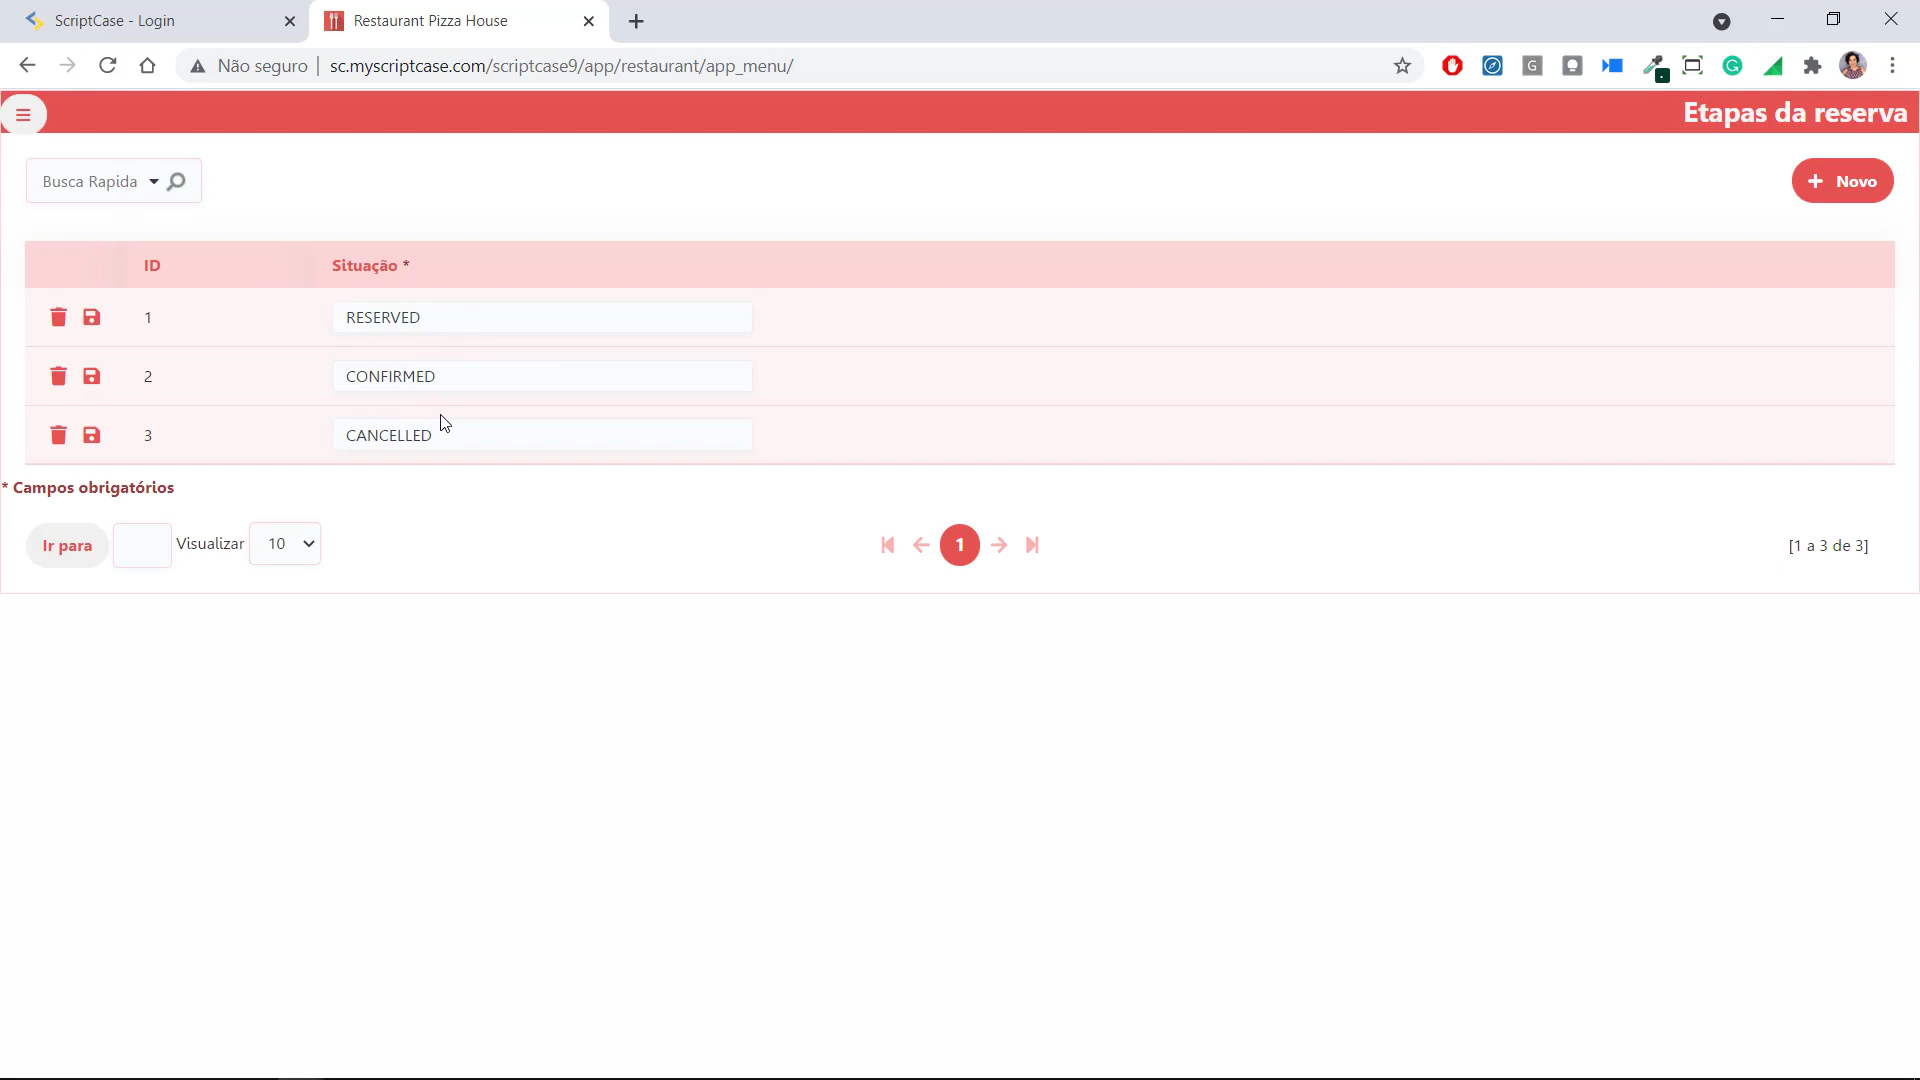 ScriptCase - Login
Restaurant Pizza House
Não seguro
sc.myscriptcase.com/scriptcase9/app/restaurant/app_menu/
Etapas da reserva
Busca Rapida
Novo
ID Situação *
1 RESERVED
2 CONFIRMED
3 CANCELLED
* Campos obrigatórios
Ir para Visualizar 10 1 [1 a 3 de 3]